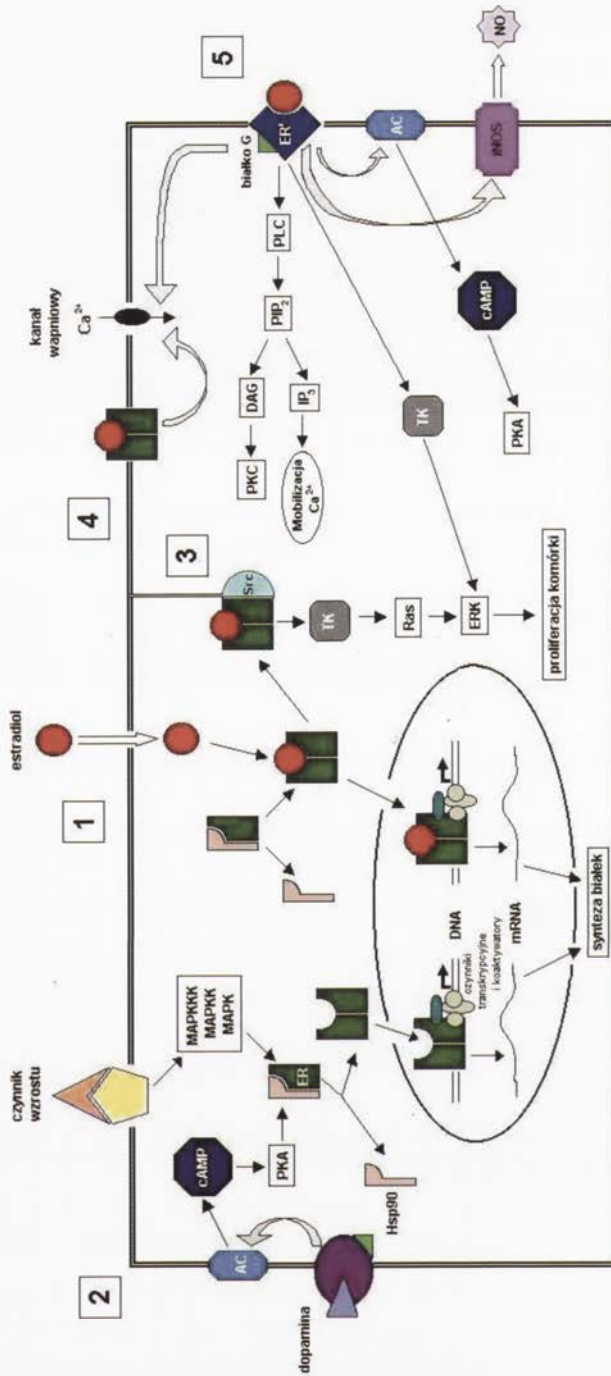 2
czynnik
wzrostu
1
estradiol
4
kanał
wapniowy
Ca²⁺
5
białko G
ER'
AC
iNOS
NO
dopamina
AC
cAMP
PKA
MAPKKK
MAPKK
MAPK
ER
Hsp90
3
Src
TK
Ras
ERK
proliferacja komórki
PLC
PIP₂
DAG
IP₃
PKC
Mobilizacja
Ca²⁺
TK
cAMP
PKA
DNA
czynniki
transkrypcyjne
i koaktywatory
mRNA
synteza białek